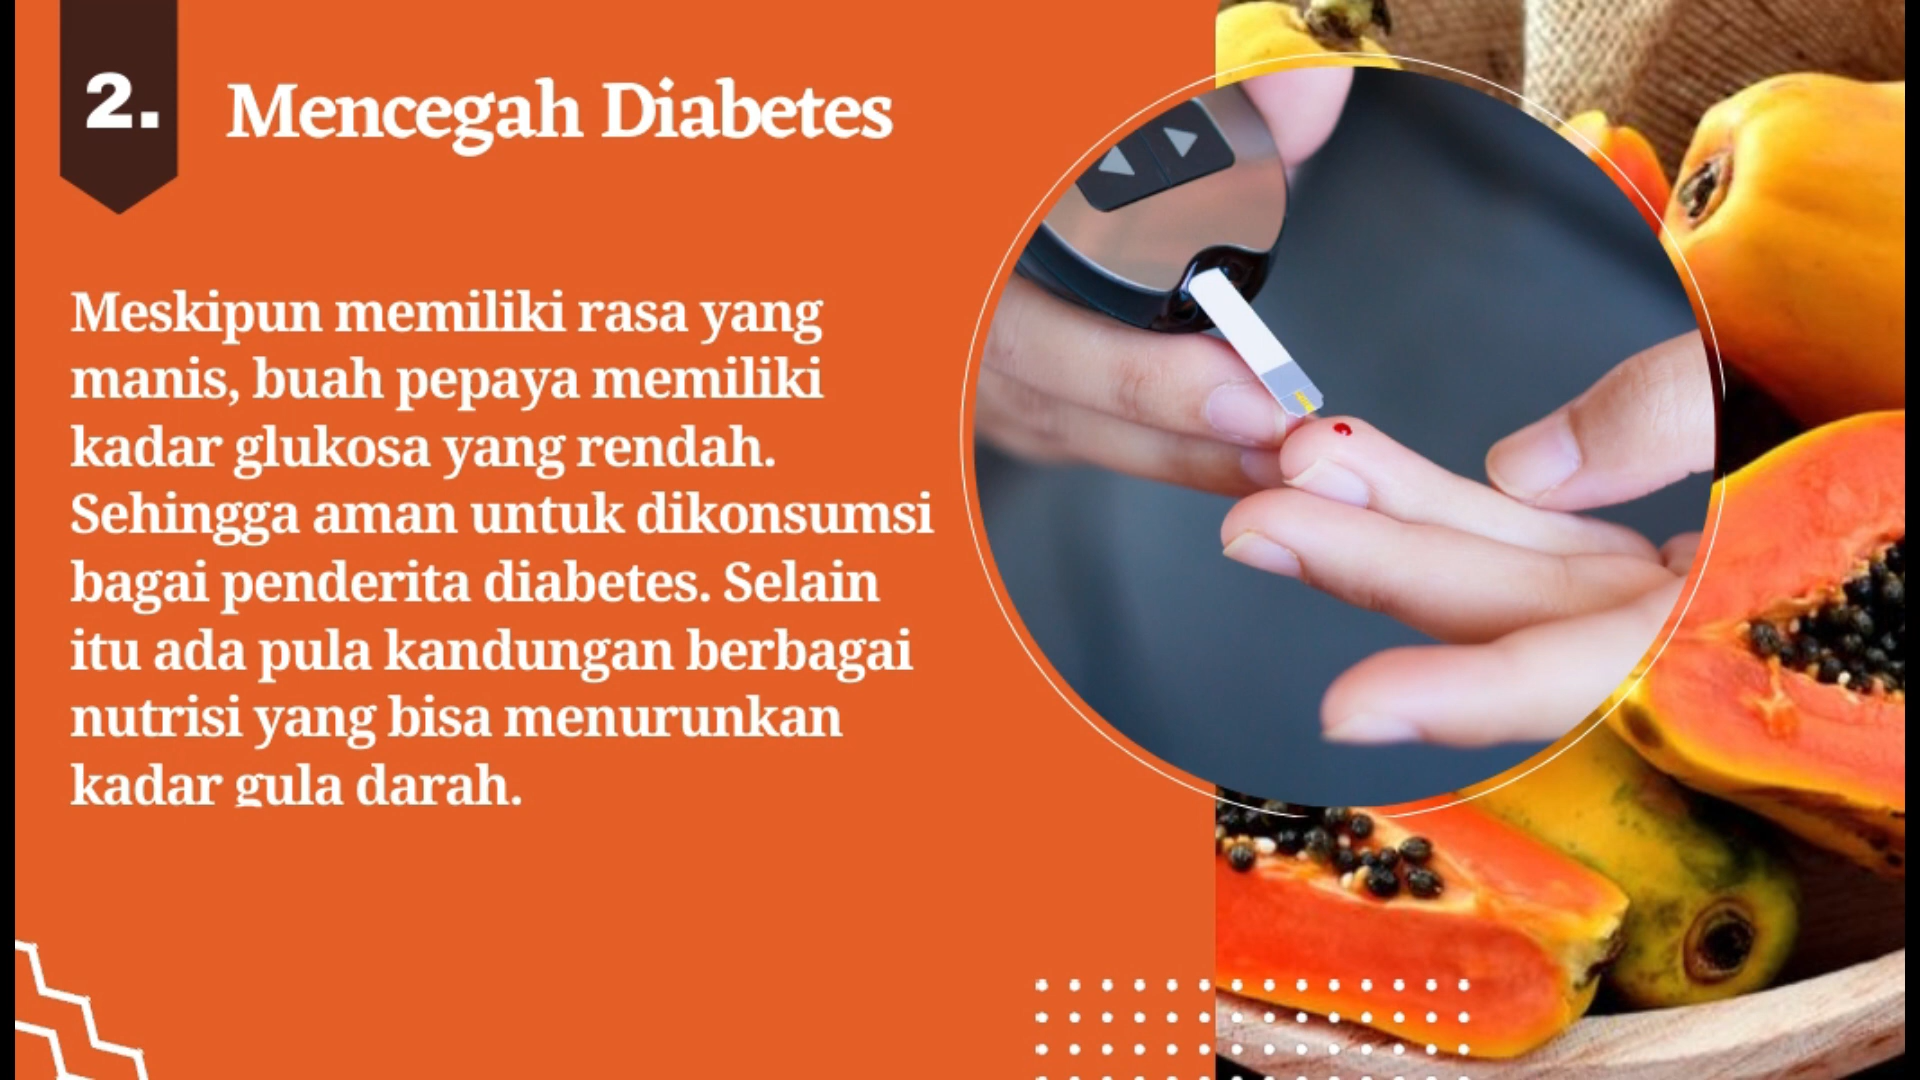 2. Mencegah Diabetes
Meskipun memiliki rasa yang
manis, buah pepaya memiliki
kadar glukosa yang rendah.
Sehingga aman untuk dikonsumsi
bagai penderita diabetes. Selain
itu ada pula kandungan berbagai
nutrisi yang bisa menurunkan
kadar gula darah.